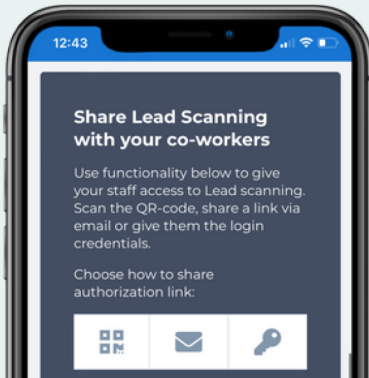 12:43
Share Lead Scanning
with your co-workers
Use functionality below to give
your staff access to Lead scanning.
Scan the QR-code, share a link via
email or give them the login
credentials.
Choose how to share
authorization link: